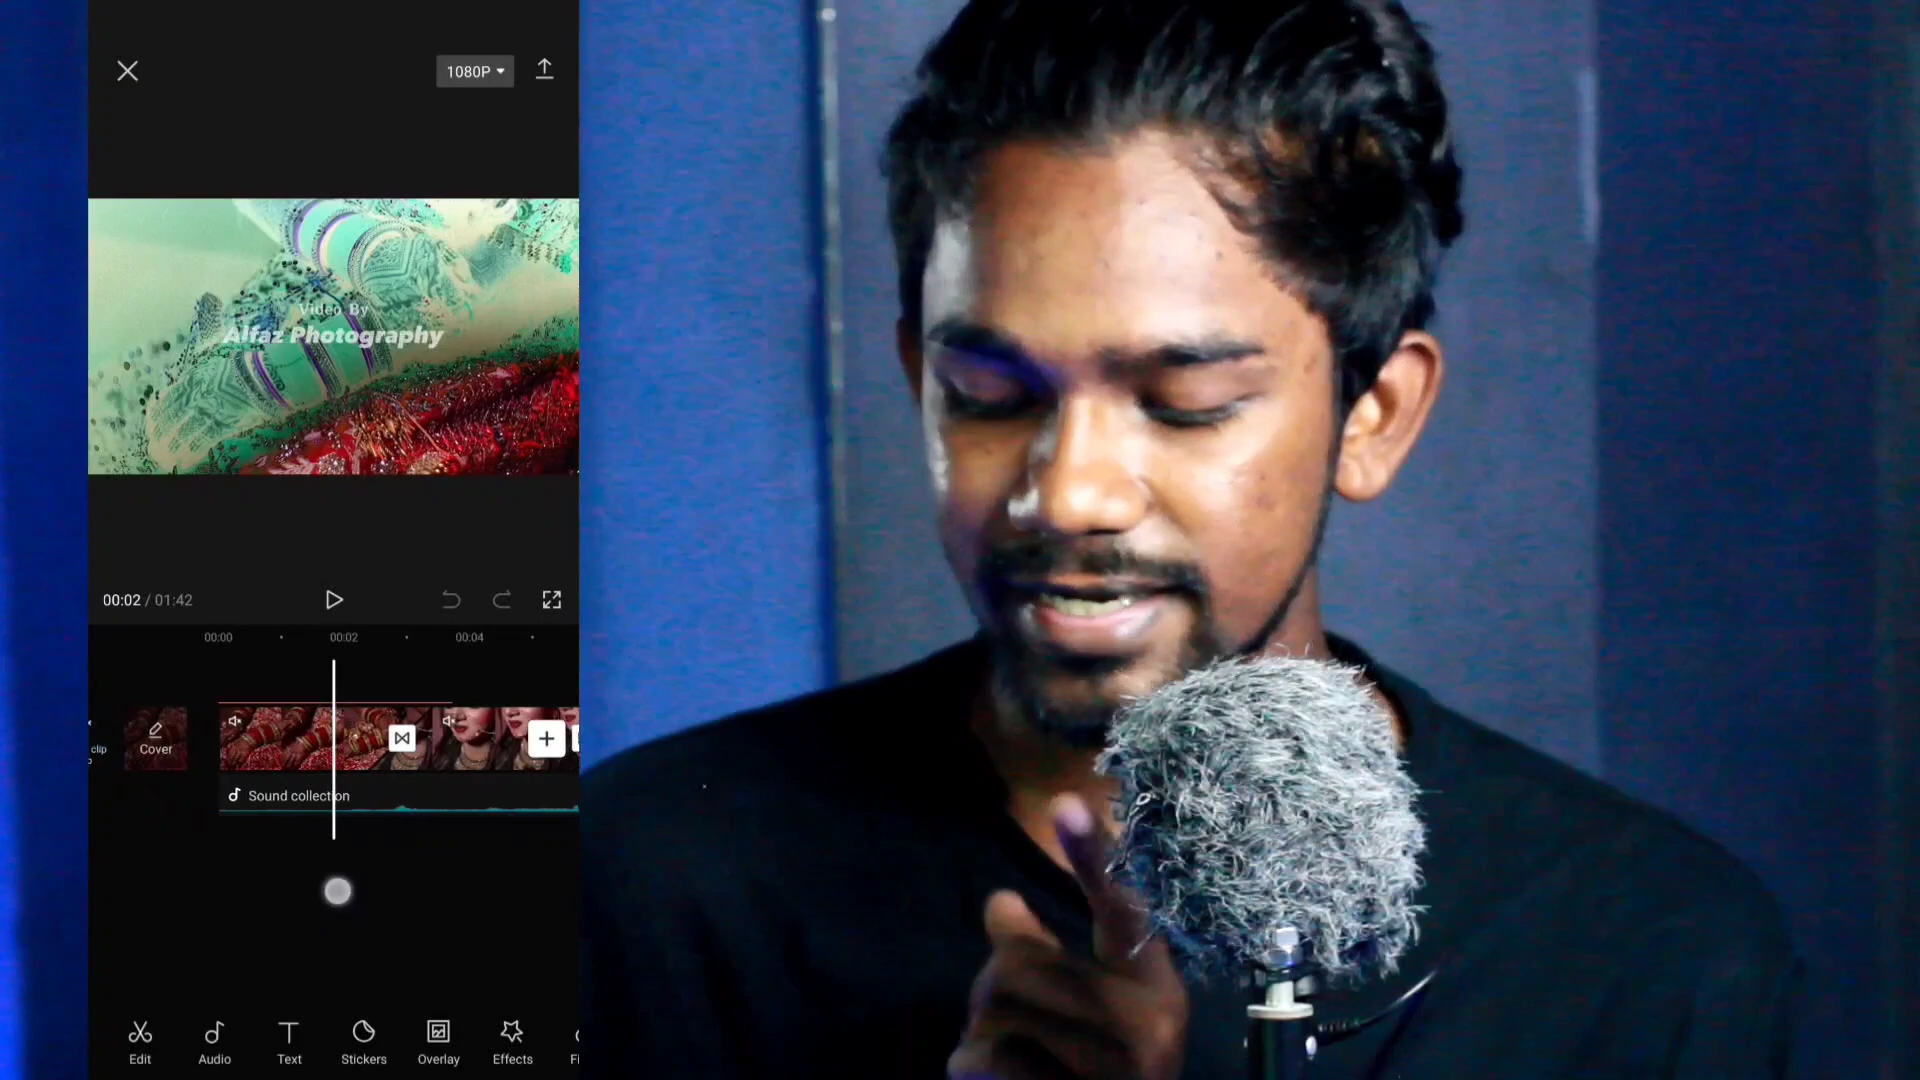 1080P
Video By
Alfaz Photography
00:02 / 01:42
00:00
00:02
00:04
clip
Cover
Sound collection
Edit
Audio
Text
Stickers
Overlay
Effects
Fi